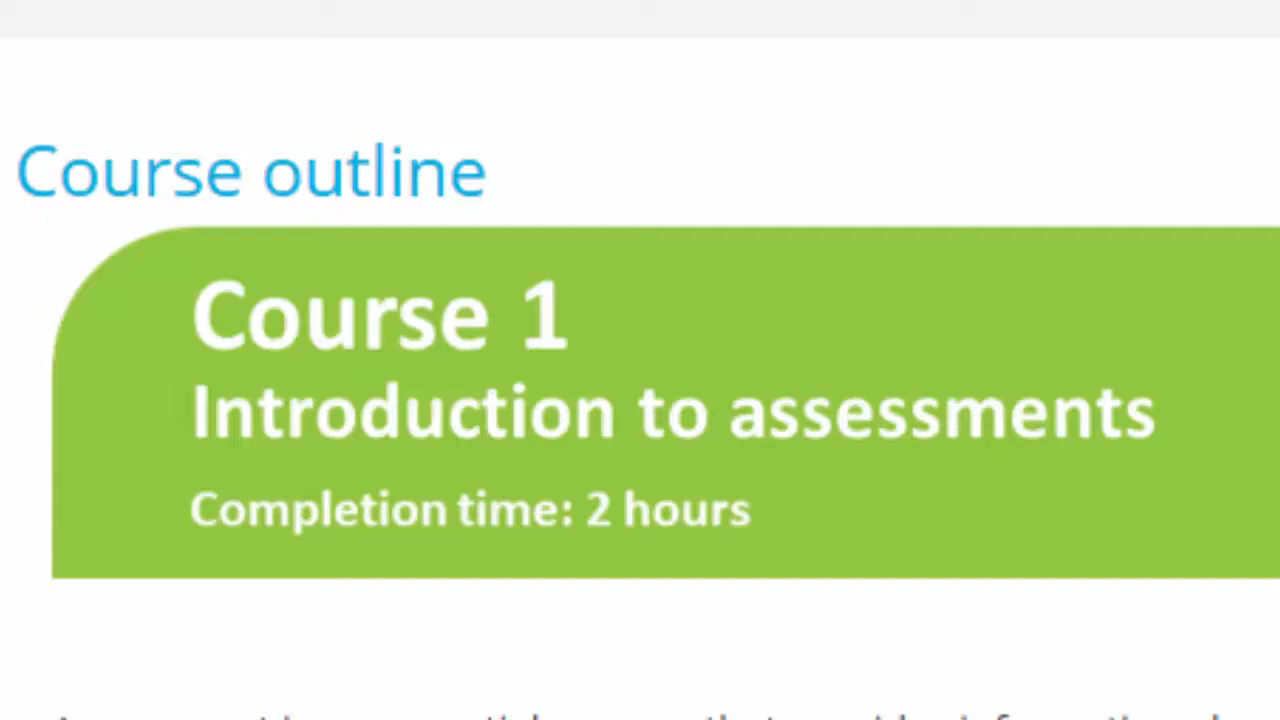 Course outline
Course 1
Introduction to assessments
Completion time: 2 hours